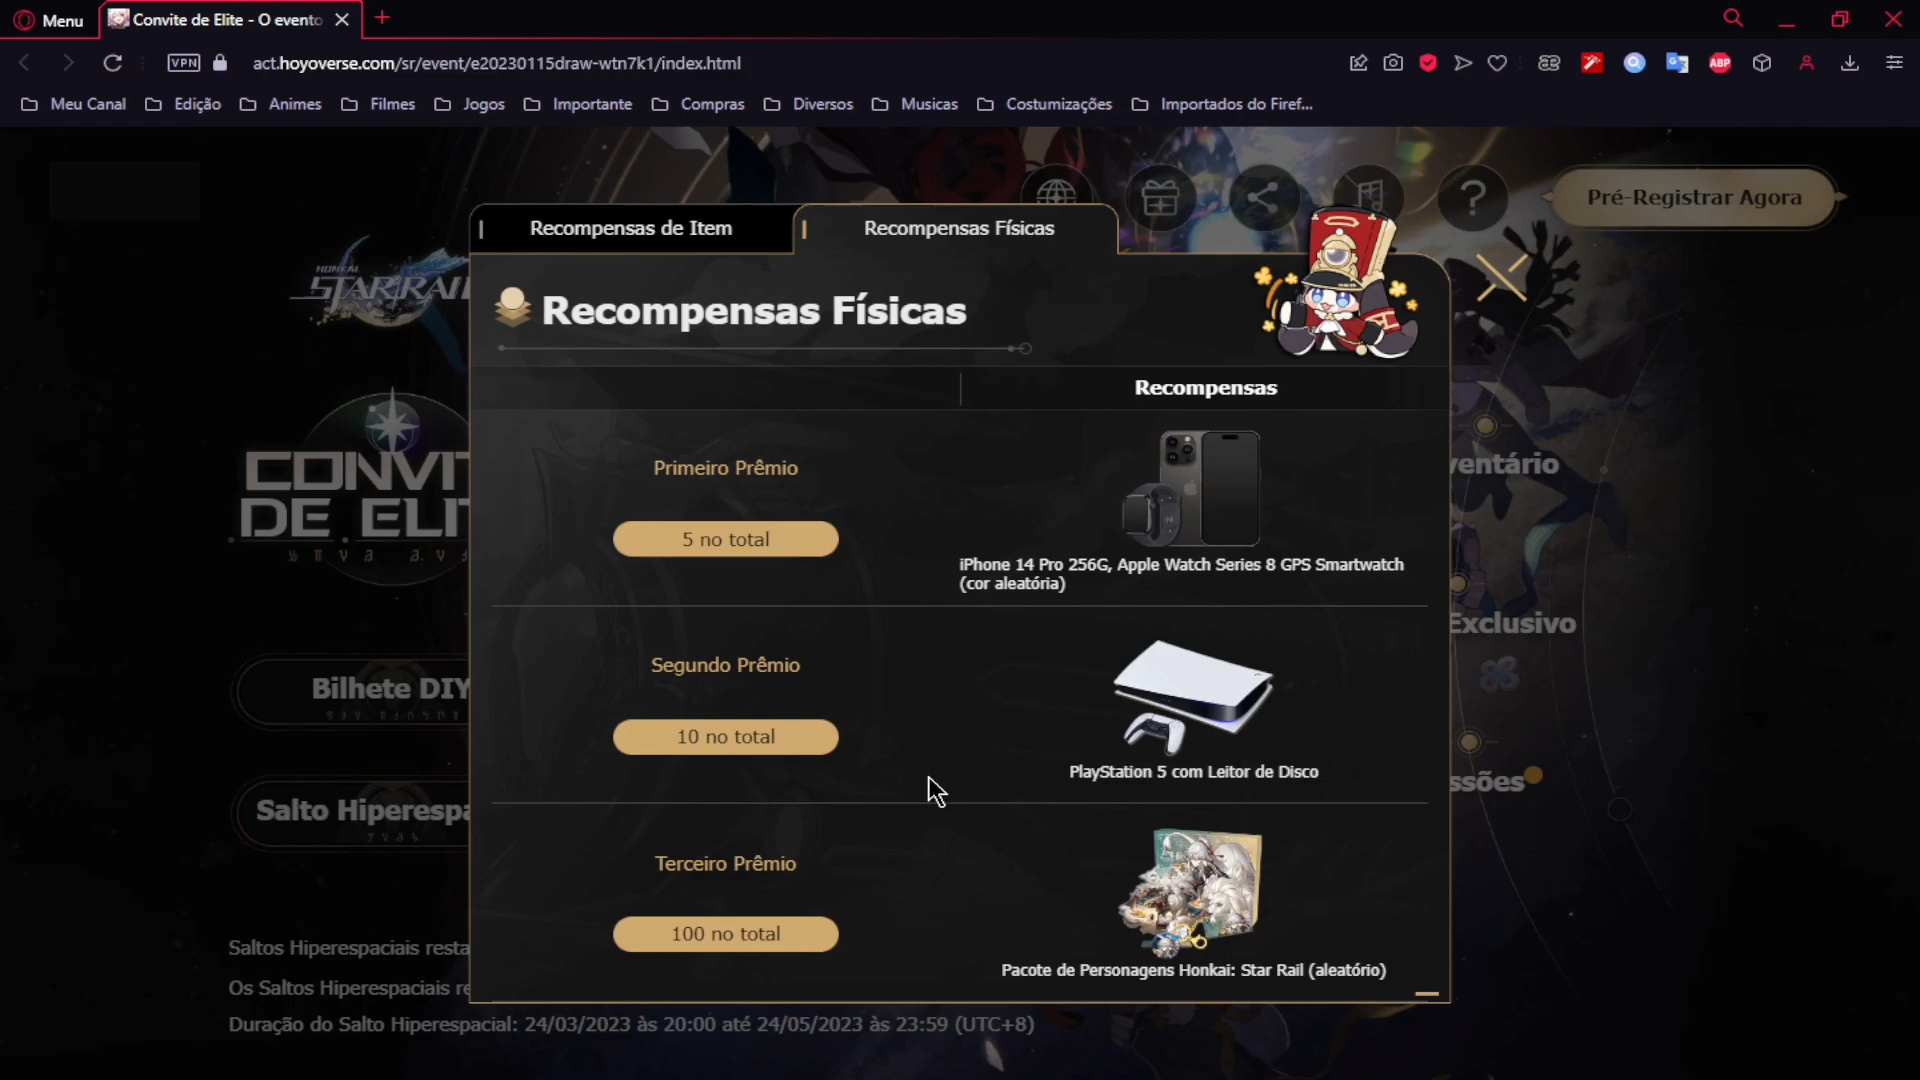 Menu
Convite de Elite - O evento
VPN
act.hoyoverse.com/sr/event/e20230115draw-wtn7k1/index.html
ABP
Meu Canal
Edição
Animes
Filmes
Jogos
Importante
Compras
Diversos
Musicas
Costumizações
Importados do Firef...
Pré-Registrar Agora
Recompensas de Item
Recompensas Físicas
HONKAI
STAR RAIL
Recompensas Físicas
Recompensas
CONVIT
DE ELIT
Primeiro Prêmio
5 no total
iPhone 14 Pro 256G, Apple Watch Series 8 GPS Smartwatch
(cor aleatória)
ventário
Exclusivo
Segundo Prêmio
10 no total
PlayStation 5 com Leitor de Disco
Bilhete DIY
ssões
Salto Hiperespa
Terceiro Prêmio
100 no total
Pacote de Personagens Honkai: Star Rail (aleatório)
Saltos Hiperespaciais resta
Os Saltos Hiperespaciais re
Duração do Salto Hiperespacial: 24/03/2023 às 20:00 até 24/05/2023 às 23:59 (UTC+8)